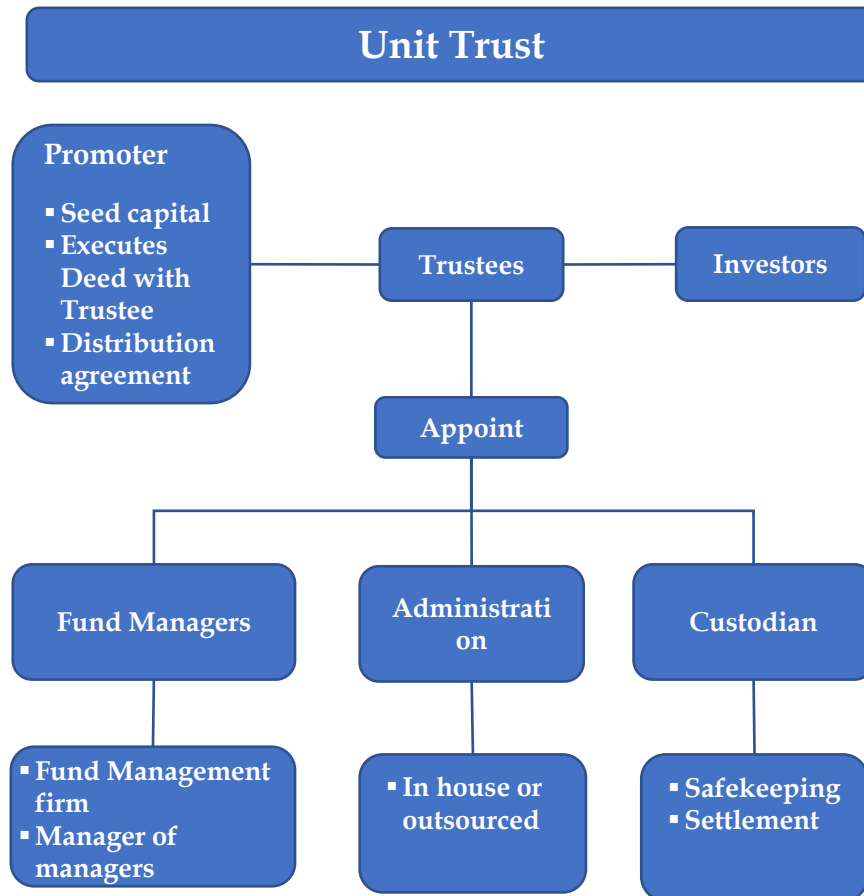 Unit Trust
Promoter
▪ Seed capital
▪ Executes
Deed with
Trustee
▪ Distribution
agreement
Trustees
Investors
Appoint
Fund Managers
Administrati
on
Custodian
▪ Fund Management
firm
▪ Manager of
managers
▪ In house or
outsourced
▪ Safekeeping
▪ Settlement